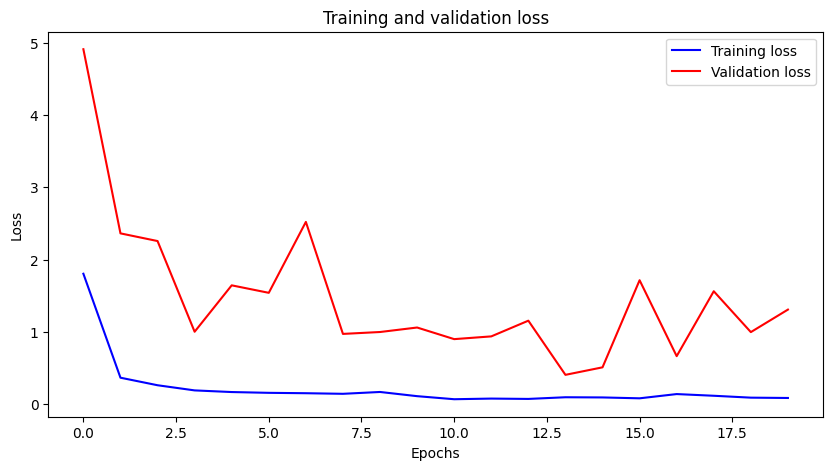 Training and validation loss
Training loss
Validation loss
Loss
5
4
3
2
1
0
0.0 2.5 5.0 7.5 10.0 12.5 15.0 17.5
Epochs